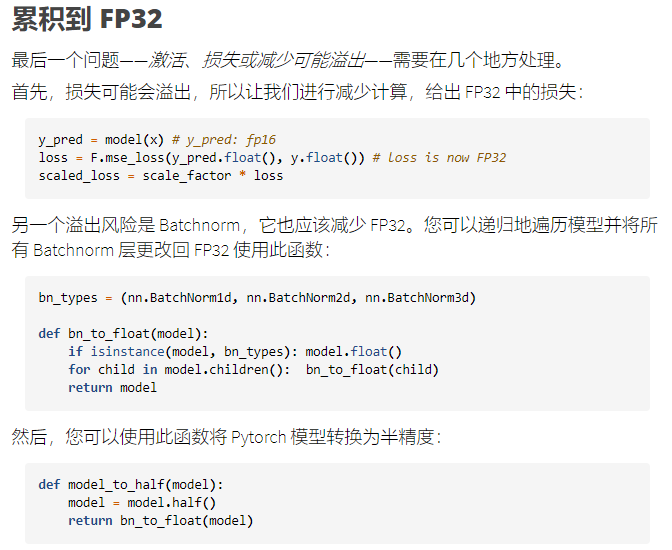 累积到 FP32
最后一个问题——激活、损失或减少可能溢出——需要在几个地方处理。
首先，损失可能会溢出，所以让我们进行减少计算，给出 FP32 中的损失：
y_pred = model(x) # y_pred: fp16
loss = F.mse_loss(y_pred.float(), y.float()) # loss is now FP32
scaled_loss = scale_factor * loss
另一个溢出风险是 Batchnorm，它也应该减少 FP32。您可以递归地遍历模型并将所
有 Batchnorm 层更改回 FP32 使用此函数：
bn_types = (nn.BatchNorm1d, nn.BatchNorm2d, nn.BatchNorm3d)
def bn_to_float(model):
    if isinstance(model, bn_types): model.float()
    for child in model.children():  bn_to_float(child)
    return model
然后，您可以使用此函数将 Pytorch 模型转换为半精度：
def model_to_half(model):
    model = model.half()
    return bn_to_float(model)